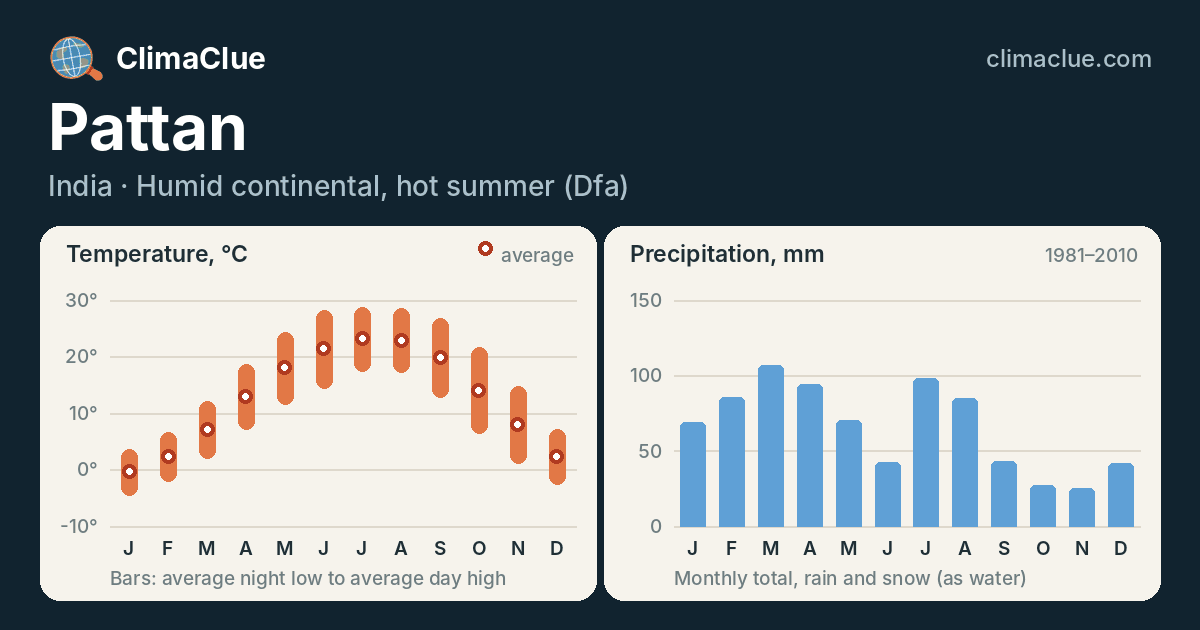 ClimaClue
climaclue.com
Pattan
India · Humid continental, hot summer (Dfa)
Temperature, °C
average
30°
20°
10°
0°
-10°
J F M A M J J A S O N D
Bars: average night low to average day high
Precipitation, mm
1981–2010
150
100
50
0
J F M A M J J A S O N D
Monthly total, rain and snow (as water)